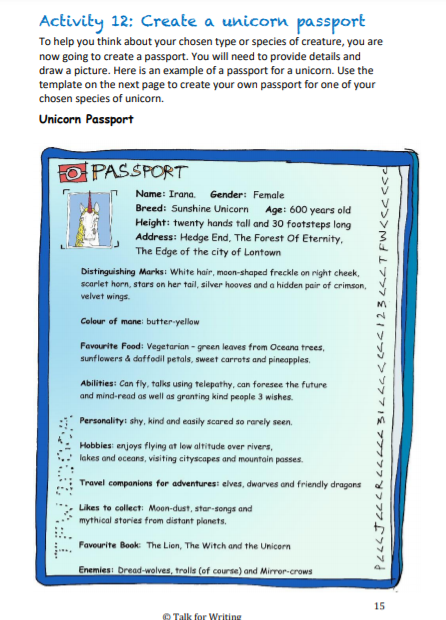 Activity 12: Create a unicorn passport
To help you think about your chosen type or species of creature, you are
now going to create a passport. You will need to provide details and
draw a picture. Here is an example of a passport for a unicorn. Use the
template on the next page to create your own passport for one of your
chosen species of unicorn.
Unicorn Passport
PASSPORT
Name: Irana. Gender: Female
Breed: Sunshine Unicorn Age: 600 years old
Height: twenty hands tall and 30 footsteps long
Address: Hedge End, The Forest Of Eternity,
The Edge of the city of Lontown
Distinguishing Marks: White hair, moon-shaped freckle on right cheek,
scarlet horn, stars on her tail, silver hooves and a hidden pair of crimson,
velvet wings.
Colour of mane: butter-yellow
Favourite Food: Vegetarian - green leaves from Oceana trees,
sunflowers & daffodil petals, sweet carrots and pineapples.
Abilities: Can fly, talks using telepathy, can foresee the future
and mind-read as well as granting kind people 3 wishes.
Personality: shy, kind and easily scared so rarely seen.
Hobbies: enjoys flying at low altitude over rivers,
lakes and oceans, visiting cityscapes and mountain passes.
Travel companions for adventures: elves, dwarves and friendly dragons
Likes to collect: Moon-dust, star-songs and
mythical stories from distant planets.
Favourite Book: The Lion, The Witch and the Unicorn
Enemies: Dread-wolves, trolls (of course) and Mirror-crows
15
© Talk for Writing